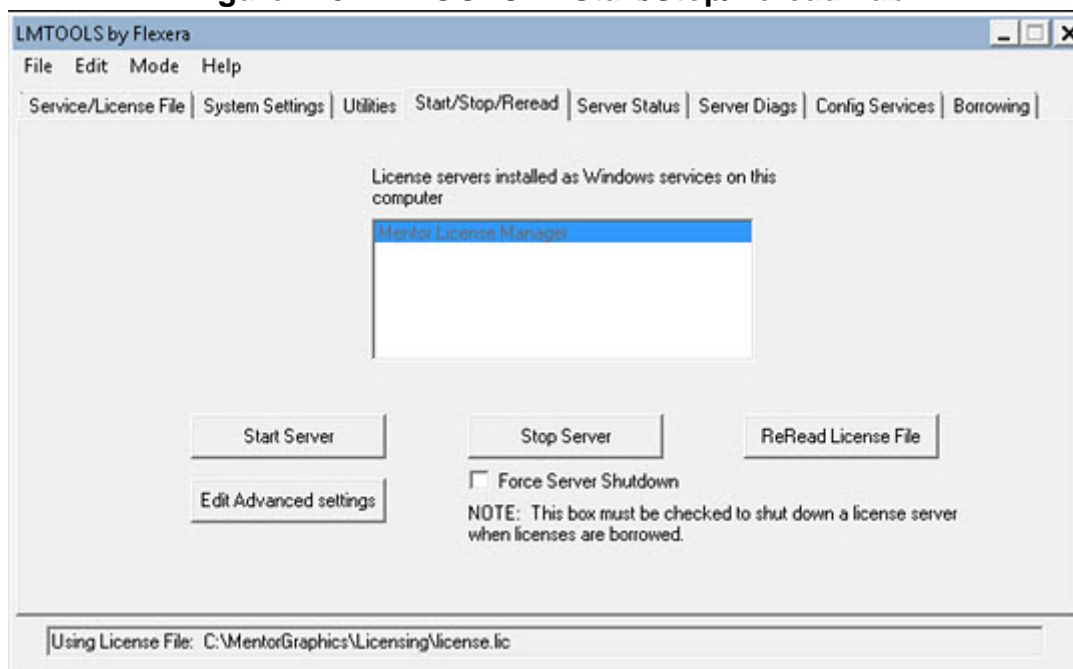 LMTOOLS by Flexera
File Edit Mode Help
Service/License File System Settings Utilities Start/Stop/Reread Server Status Server Diags Config Services Borrowing
License servers installed as Windows services on this
computer
Mentor License Manager
Start Server Stop Server ReRead License File
Force Server Shutdown
Edit Advanced settings
NOTE: This box must be checked to shut down a license server
when licenses are borrowed.
Using License File: C:\MentorGraphics\Licensing\license.lic